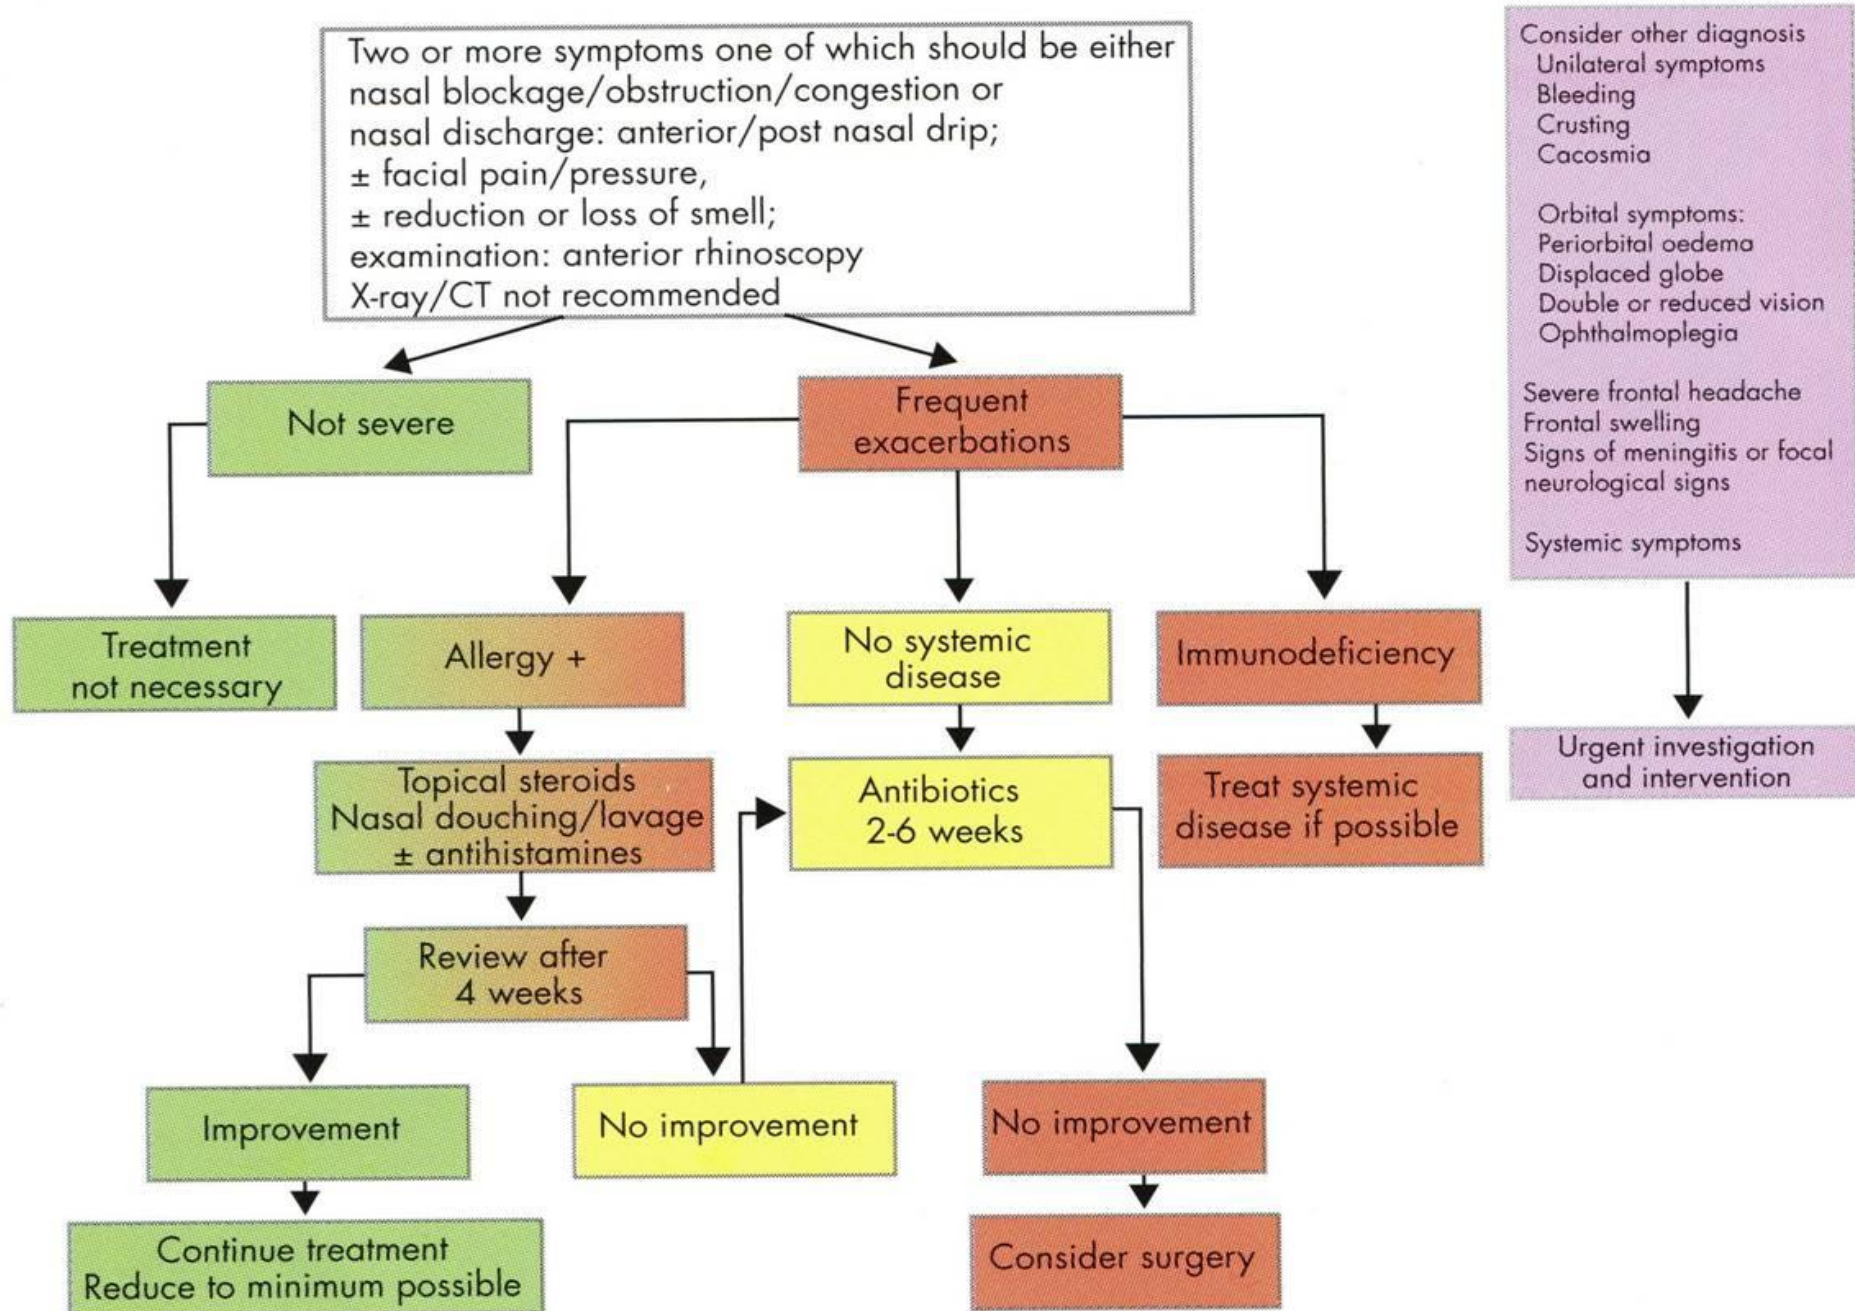 Two or more symptoms one of which should be either
nasal blockage/obstruction/congestion or
nasal discharge: anterior/post nasal drip;
± facial pain/pressure,
± reduction or loss of smell;
examination: anterior rhinoscopy
X-ray/CT not recommended
Consider other diagnosis
Unilateral symptoms
Bleeding
Crusting
Cacosmia
Orbital symptoms:
Periorbital oedema
Displaced globe
Double or reduced vision
Ophthalmoplegia
Severe frontal headache
Frontal swelling
Signs of meningitis or focal
neurological signs
Systemic symptoms
Not severe
Frequent
exacerbations
Treatment
not necessary
Allergy +
No systemic
disease
Immunodeficiency
Urgent investigation
and intervention
Topical steroids
Nasal douching/lavage
± antihistamines
Antibiotics
2-6 weeks
Treat systemic
disease if possible
Review after
4 weeks
Improvement
No improvement
No improvement
Continue treatment
Reduce to minimum possible
Consider surgery